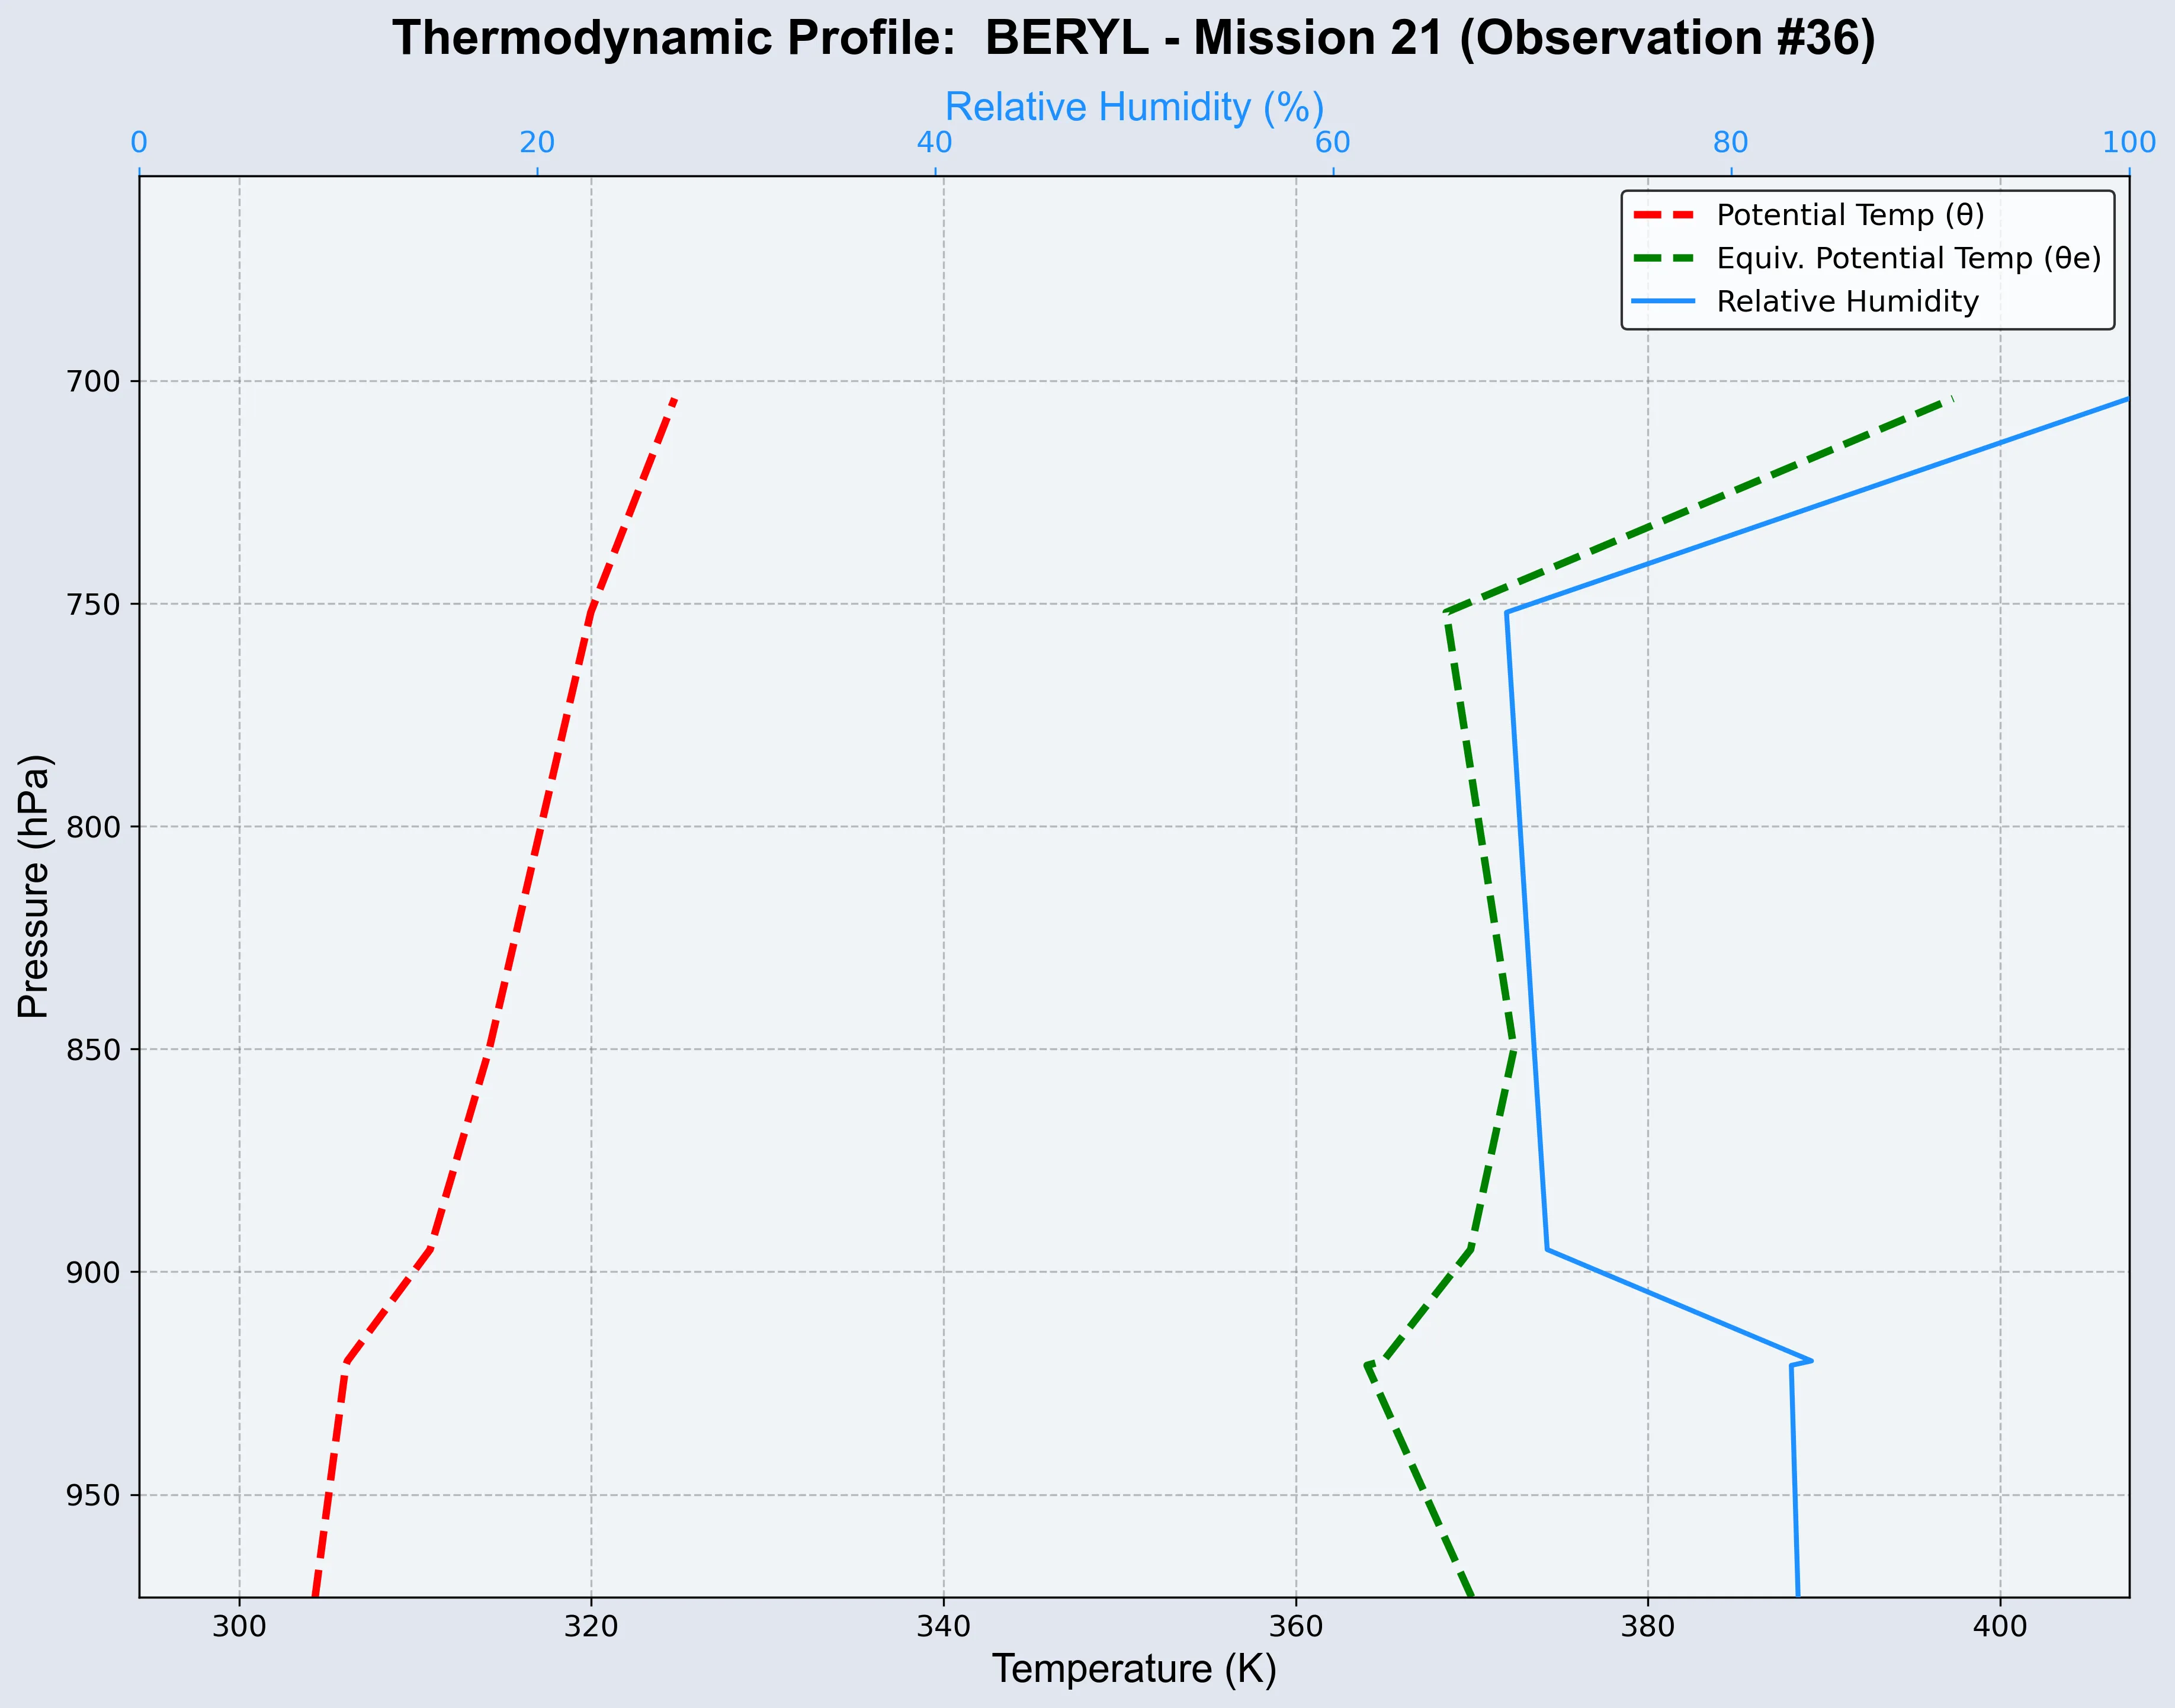 Thermodynamic Profile:  BERYL - Mission 21 (Observation #36)
Relative Humidity (%)
0 20 40 60 80 100
Potential Temp (θ)
Equiv. Potential Temp (θe)
Relative Humidity
Pressure (hPa)
700
750
800
850
900
950
300 320 340 360 380 400
Temperature (K)